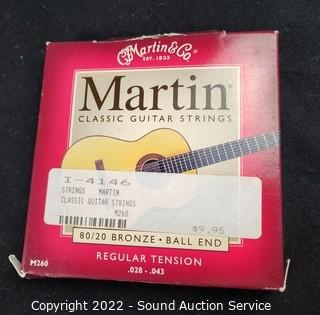 Martin & Co.
EST. 1833
Martin
CLASSIC GUITAR STRINGS
I-4146
STRINGS MARTIN
CLASSIC GUITAR STRINGS
M260
$9.95
80/20 BRONZE • BALL END
M260
REGULAR TENSION
.028 - .043
Copyright 2022 - Sound Auction Service